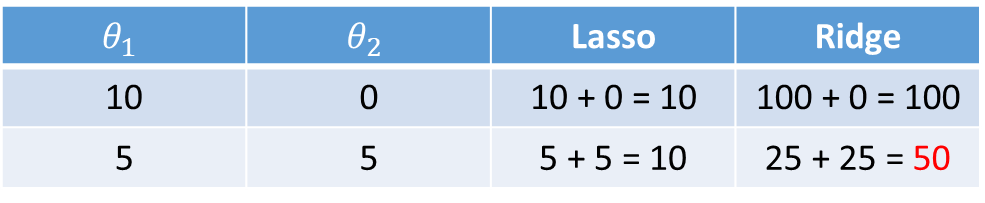 θ₁ θ₂ Lasso Ridge
10 0 10 + 0 = 10 100 + 0 = 100
5 5 5 + 5 = 10 25 + 25 = 50